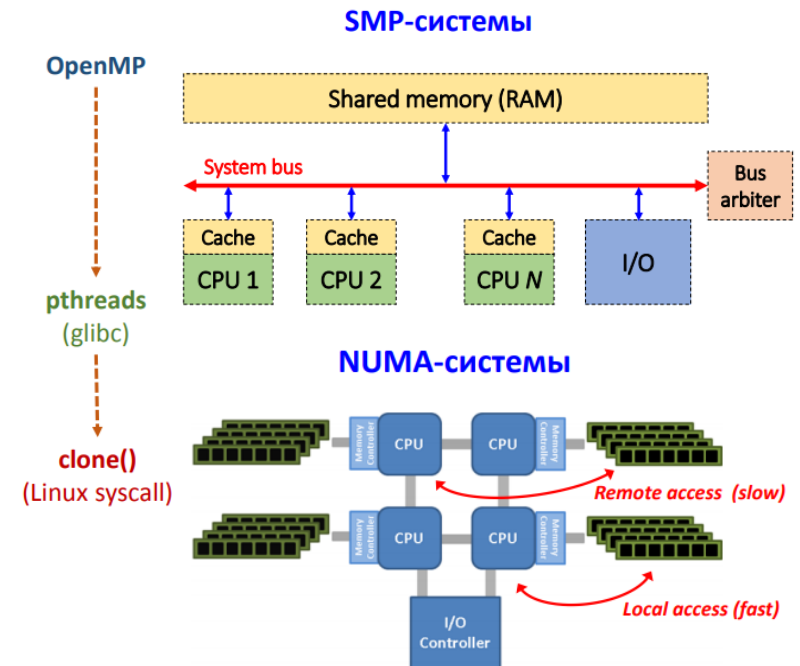 SMP-системы
OpenMP
Shared memory (RAM)
System bus
Bus
arbiter
Cache
CPU 1
Cache
CPU 2
Cache
CPU N
I/O
pthreads
(glibc)
NUMA-системы
clone()
(Linux syscall)
Memory
Controller
CPU
CPU
Memory
Controller
Remote access (slow)
Memory
Controller
CPU
CPU
Memory
Controller
Local access (fast)
I/O
Controller